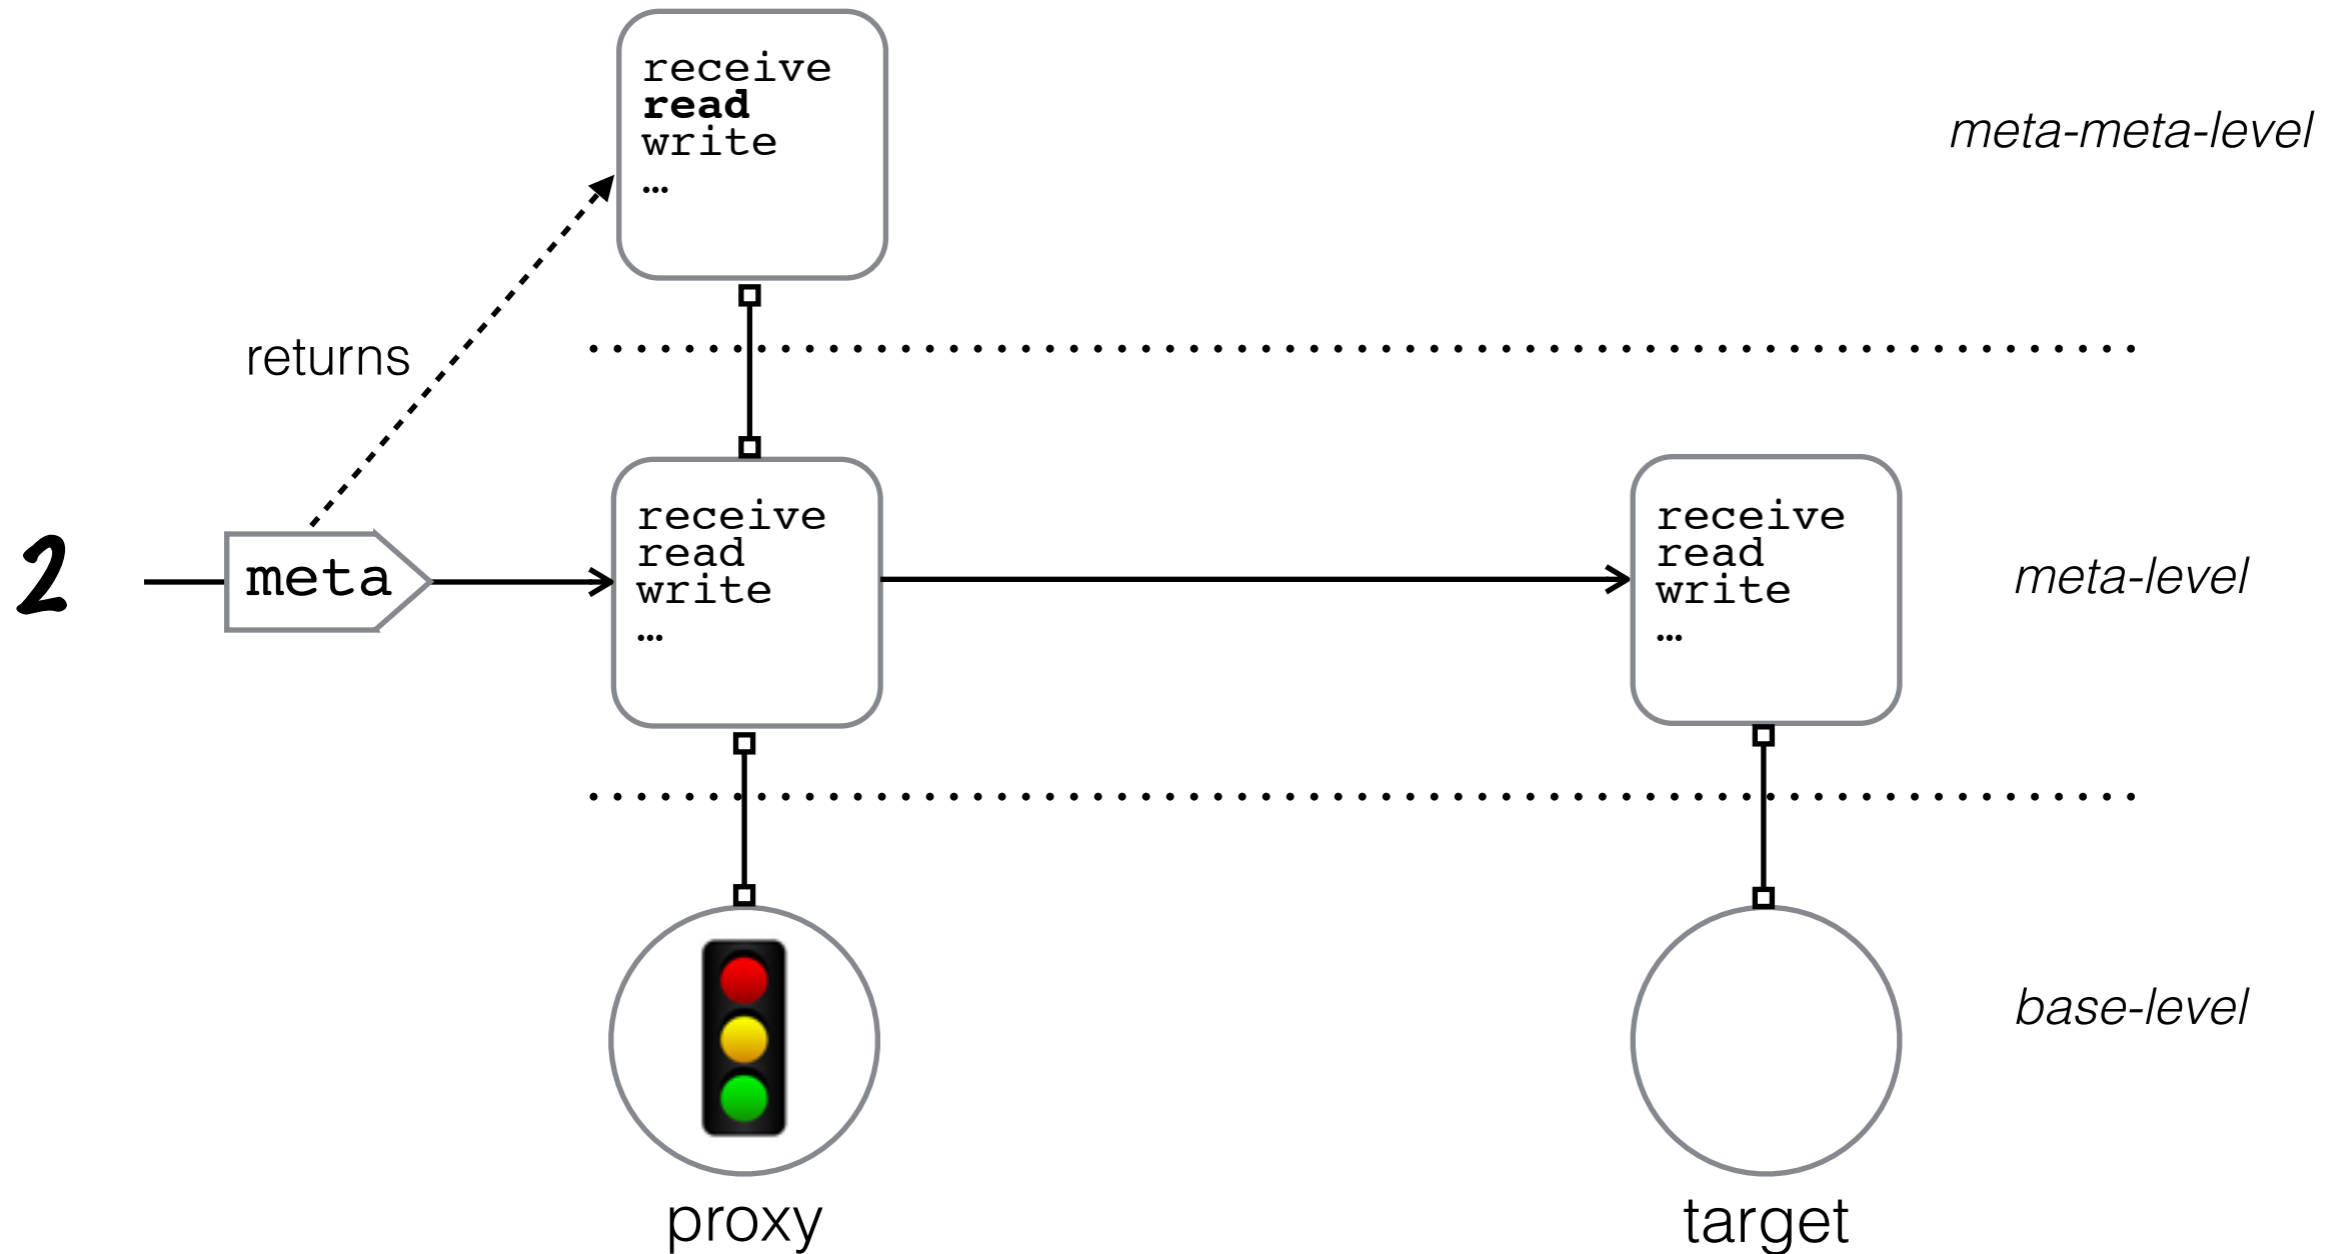 receive
read
write
…
meta-meta-level
returns
2
meta
receive
read
write
…
receive
read
write
…
meta-level
base-level
proxy
target